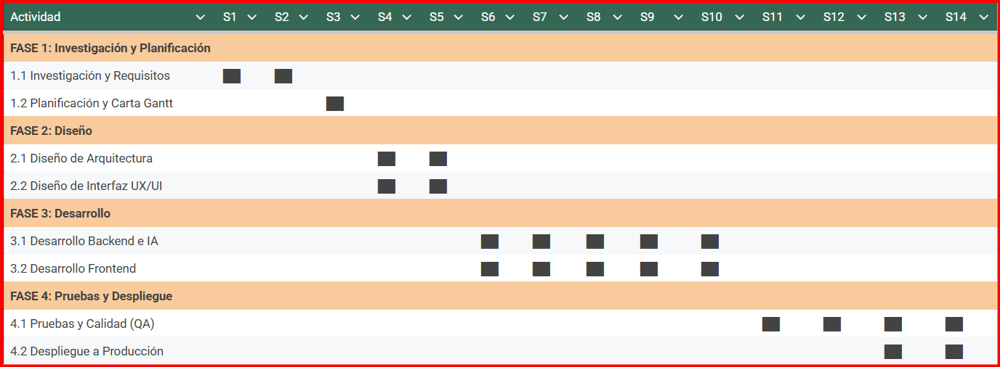 Actividad S1 S2 S3 S4 S5 S6 S7 S8 S9 S10 S11 S12 S13 S14
FASE 1: Investigación y Planificación
1.1 Investigación y Requisitos
1.2 Planificación y Carta Gantt
FASE 2: Diseño
2.1 Diseño de Arquitectura
2.2 Diseño de Interfaz UX/UI
FASE 3: Desarrollo
3.1 Desarrollo Backend e IA
3.2 Desarrollo Frontend
FASE 4: Pruebas y Despliegue
4.1 Pruebas y Calidad (QA)
4.2 Despliegue a Producción